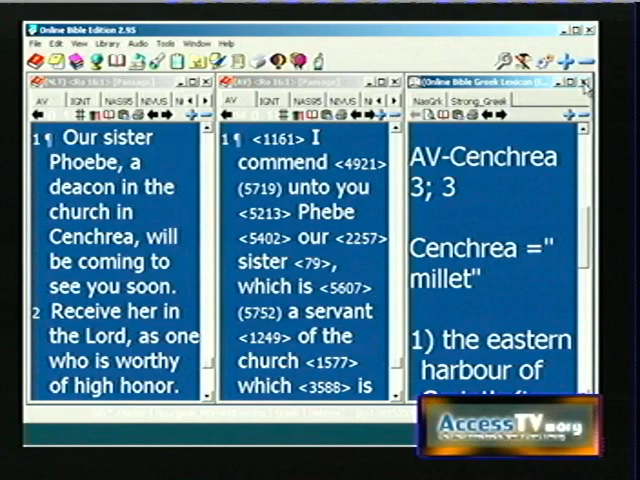 Online Bible Edition 2.95
File Edit View Library Audio Tools Window Help
(NLT) <Ro 16:1> [Passage]
AV IGNT NAS95 NIVUS
1 ¶ Our sister
Phoebe, a
deacon in the
church in
Cenchrea, will
be coming to
see you soon.
2 Receive her in
the Lord, as one
who is worthy
of high honor.
(AV) <Ro 16:1> [Passage]
AV IGNT NAS95 NIVUS
1 ¶ <1161> I
commend <4921>
(5719) unto you
<5213> Phebe
<5402> our <2257>
sister <79>,
which is <5607>
(5752) a servant
<1249> of the
church <1577>
which <3588> is
(Online Bible Greek Lexicon
NasGrk Strong_Greek
AV-Cenchrea
3; 3
Cenchrea ="
millet"
1) the eastern
harbour of
AccessTV.org